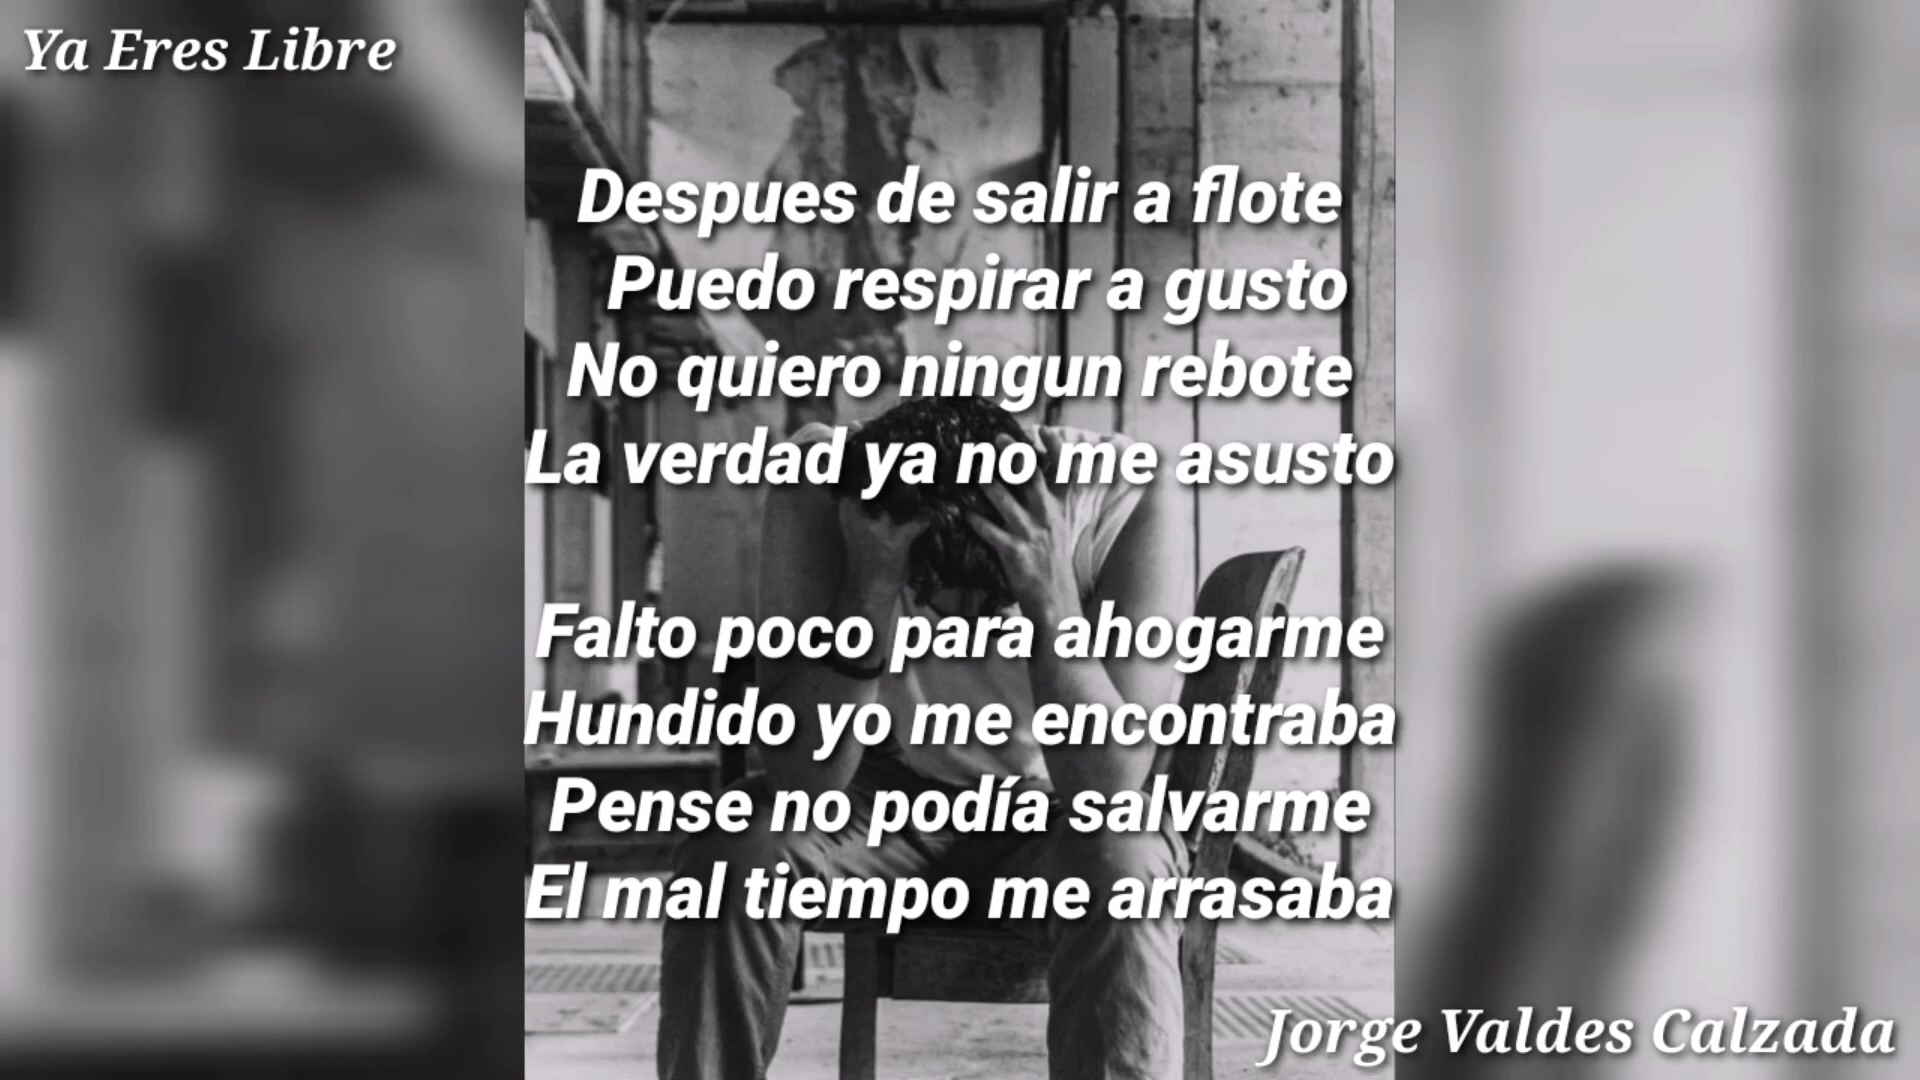 Ya Eres Libre
Despues de salir a flote
Puedo respirar a gusto
No quiero ningun rebote
La verdad ya no me asusto
Falto poco para ahogarme
Hundido yo me encontraba
Pense no podía salvarme
El mal tiempo me arrasaba
Jorge Valdes Calzada